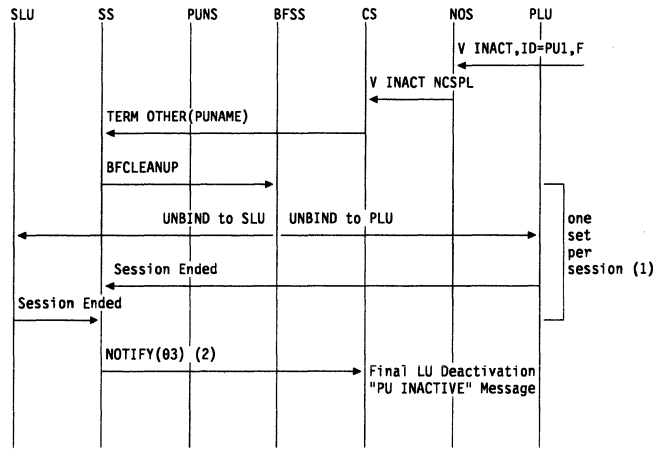 SLU SS PUNS BFSS CS NOS PLU
V INACT,ID=PU1,F
V INACT NCSPL
TERM OTHER(PUNAME)
BFCLEANUP
UNBIND to SLU UNBIND to PLU
one
set
per
session (1)
Session Ended
Session Ended
NOTIFY(03) (2)
Final LU Deactivation
"PU INACTIVE" Message